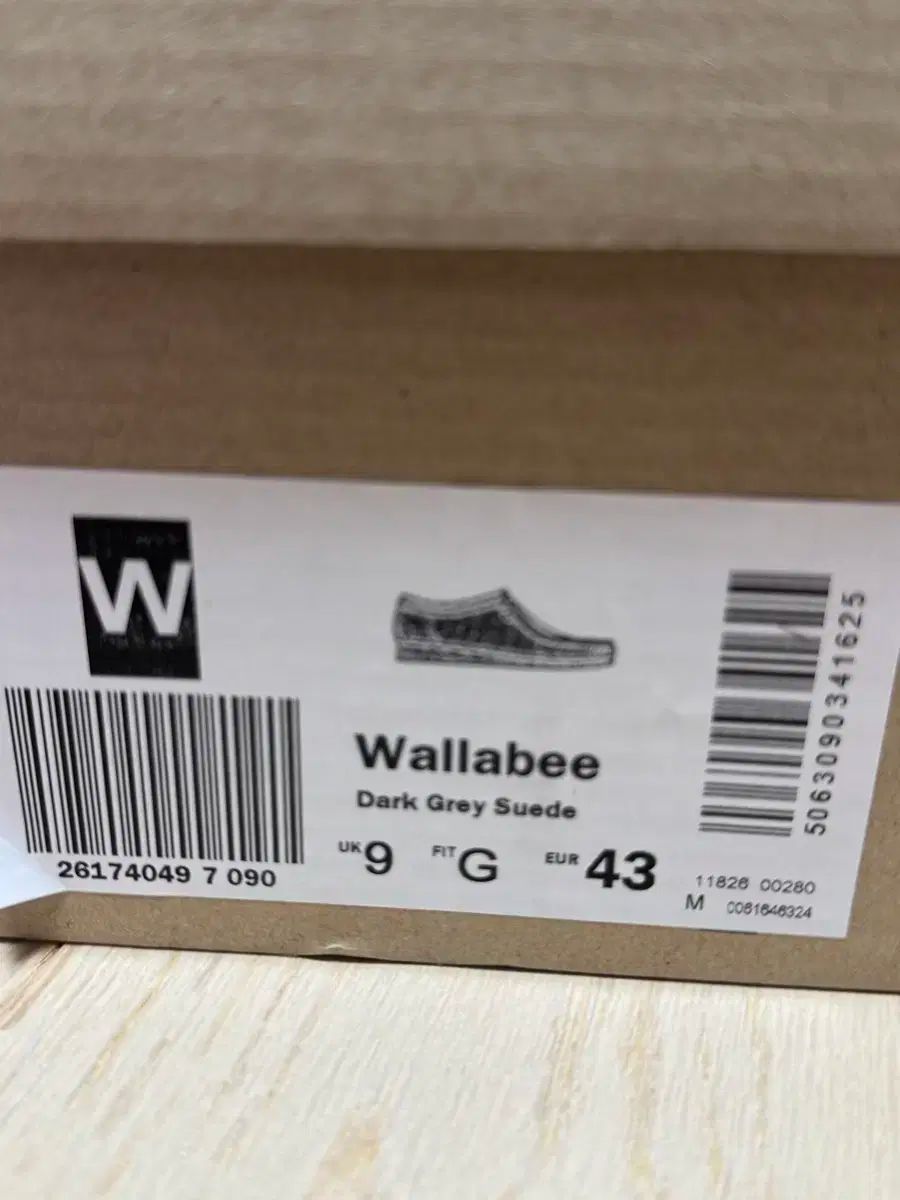 W
26174049 7 090
Wallabee
Dark Grey Suede
UK 9 FIT G EUR 43
5063090341625
11826 00280
M 0081646324